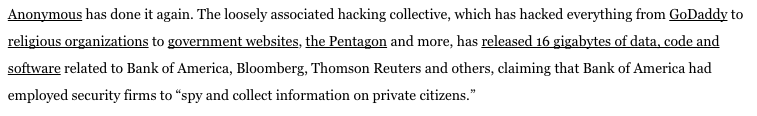 Anonymous has done it again. The loosely associated hacking collective, which has hacked everything from GoDaddy to
religious organizations to government websites, the Pentagon and more, has released 16 gigabytes of data, code and
software related to Bank of America, Bloomberg, Thomson Reuters and others, claiming that Bank of America had
employed security firms to “spy and collect information on private citizens.”